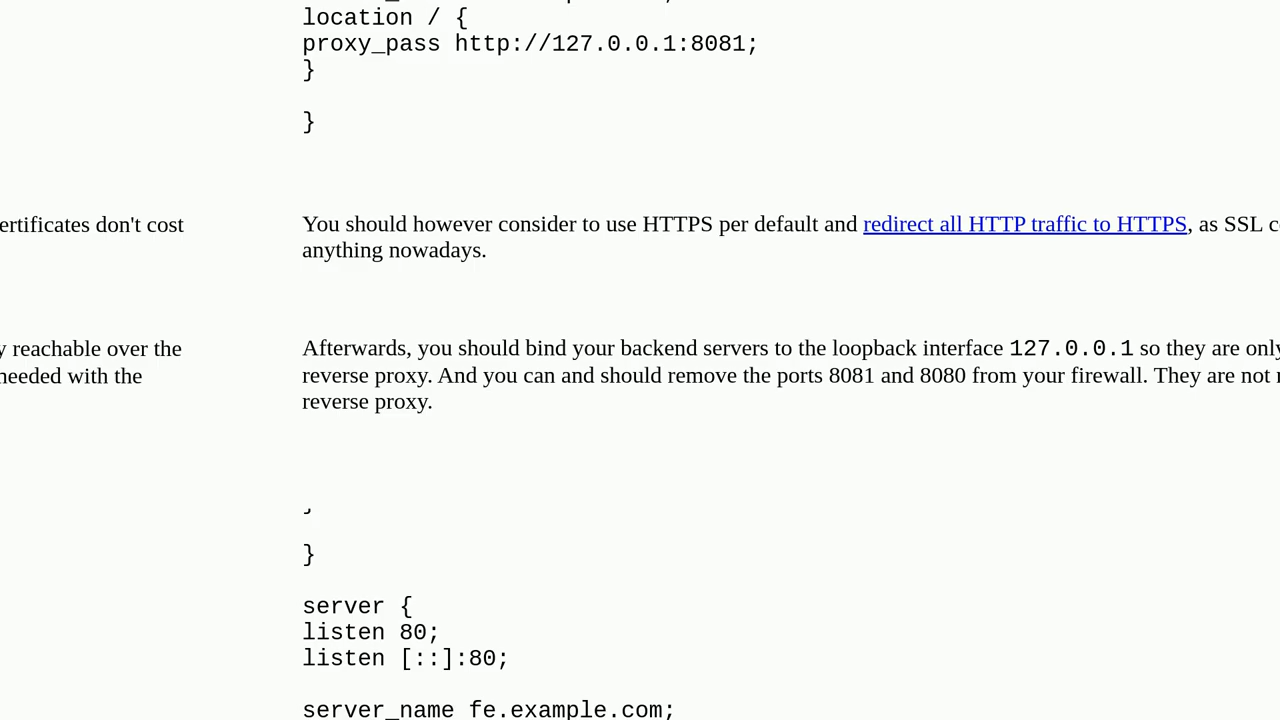 location / {
proxy_pass http://127.0.0.1:8081;
}
}
ertificates don't cost
You should however consider to use HTTPS per default and redirect all HTTP traffic to HTTPS, as SSL c
anything nowadays.
y reachable over the
needed with the
Afterwards, you should bind your backend servers to the loopback interface 127.0.0.1 so they are only
reverse proxy. And you can and should remove the ports 8081 and 8080 from your firewall. They are not
reverse proxy.
}
}
server {
listen 80;
listen [::]:80;
server_name fe.example.com;